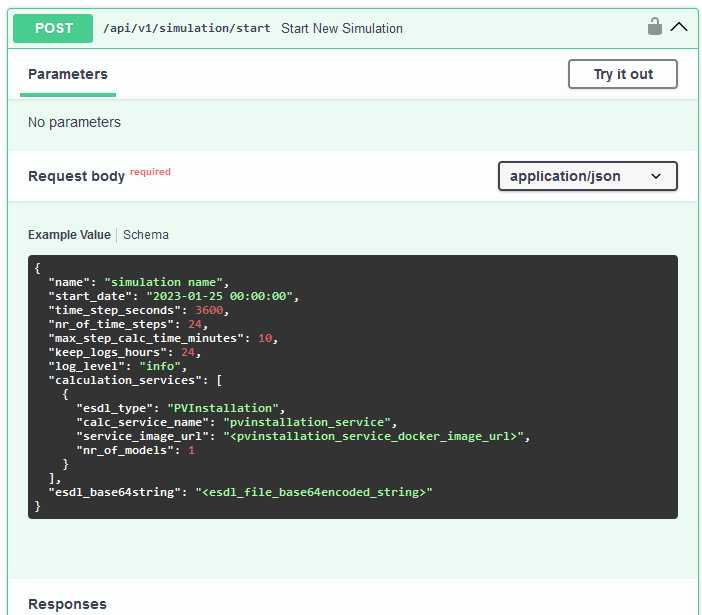 POST /api/v1/simulation/start Start New Simulation
Parameters
Try it out
No parameters
Request body required
application/json
Example Value Schema
{
  "name": "simulation name",
  "start_date": "2023-01-25 00:00:00",
  "time_step_seconds": 3600,
  "nr_of_time_steps": 24,
  "max_step_calc_time_minutes": 10,
  "keep_logs_hours": 24,
  "log_level": "info",
  "calculation_services": [
    {
      "esdl_type": "PVInstallation",
      "calc_service_name": "pvinstallation_service",
      "service_image_url": "<pvinstallation_service_docker_image_url>",
      "nr_of_models": 1
    }
  ],
  "esdl_base64string": "<esdl_file_base64encoded_string>"
}
Responses